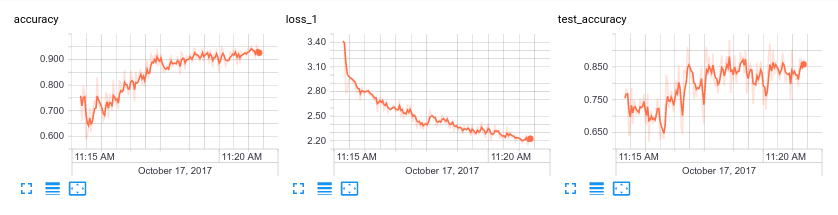 accuracy
0.900
0.800
0.700
0.600
11:15 AM
11:20 AM
October 17, 2017
loss_1
3.40
3.10
2.80
2.50
2.20
11:15 AM
11:20 AM
October 17, 2017
test_accuracy
0.850
0.750
0.650
11:15 AM
11:20 AM
October 17, 2017